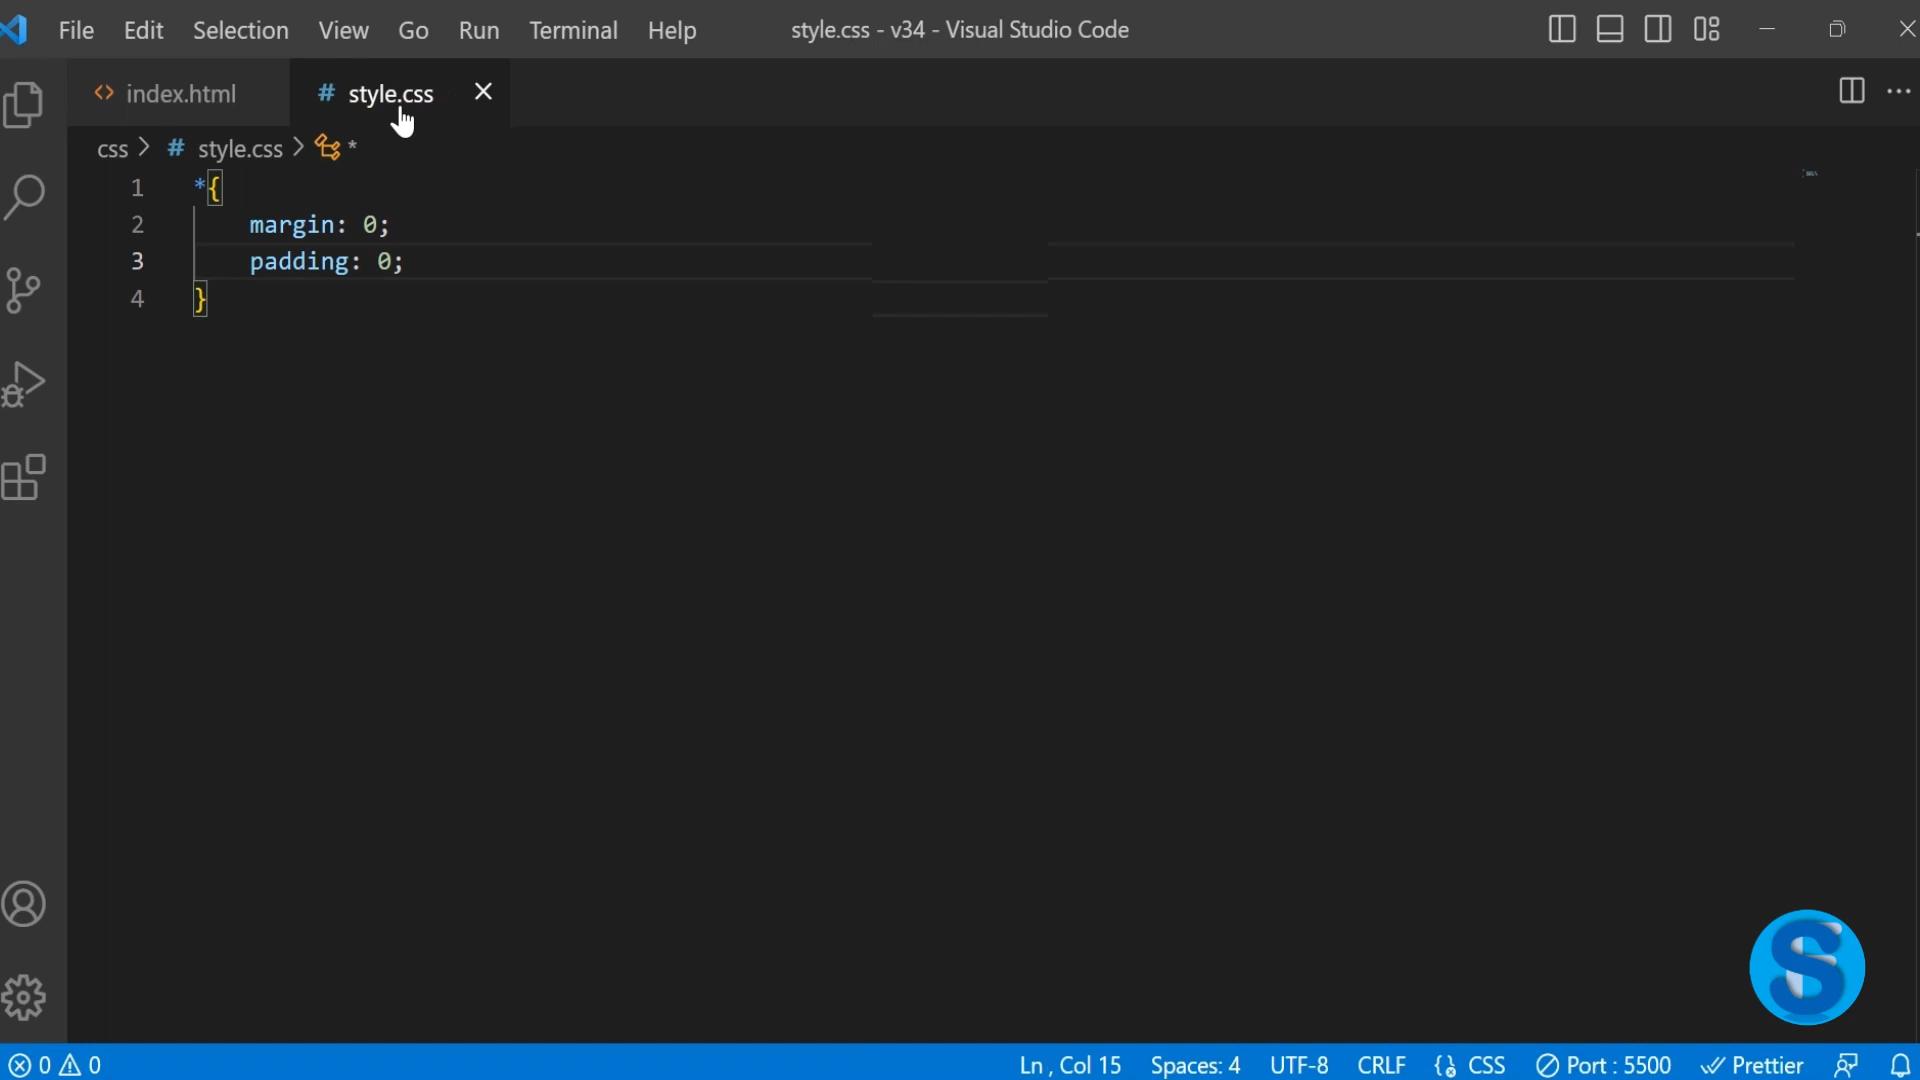 File Edit Selection View Go Run Terminal Help style.css - v34 - Visual Studio Code
index.html # style.css
css > # style.css > *
1 *{
2     margin: 0;
3     padding: 0;
4 }
S
0 0 Ln , Col 15 Spaces: 4 UTF-8 CRLF {} CSS Port : 5500 Prettier